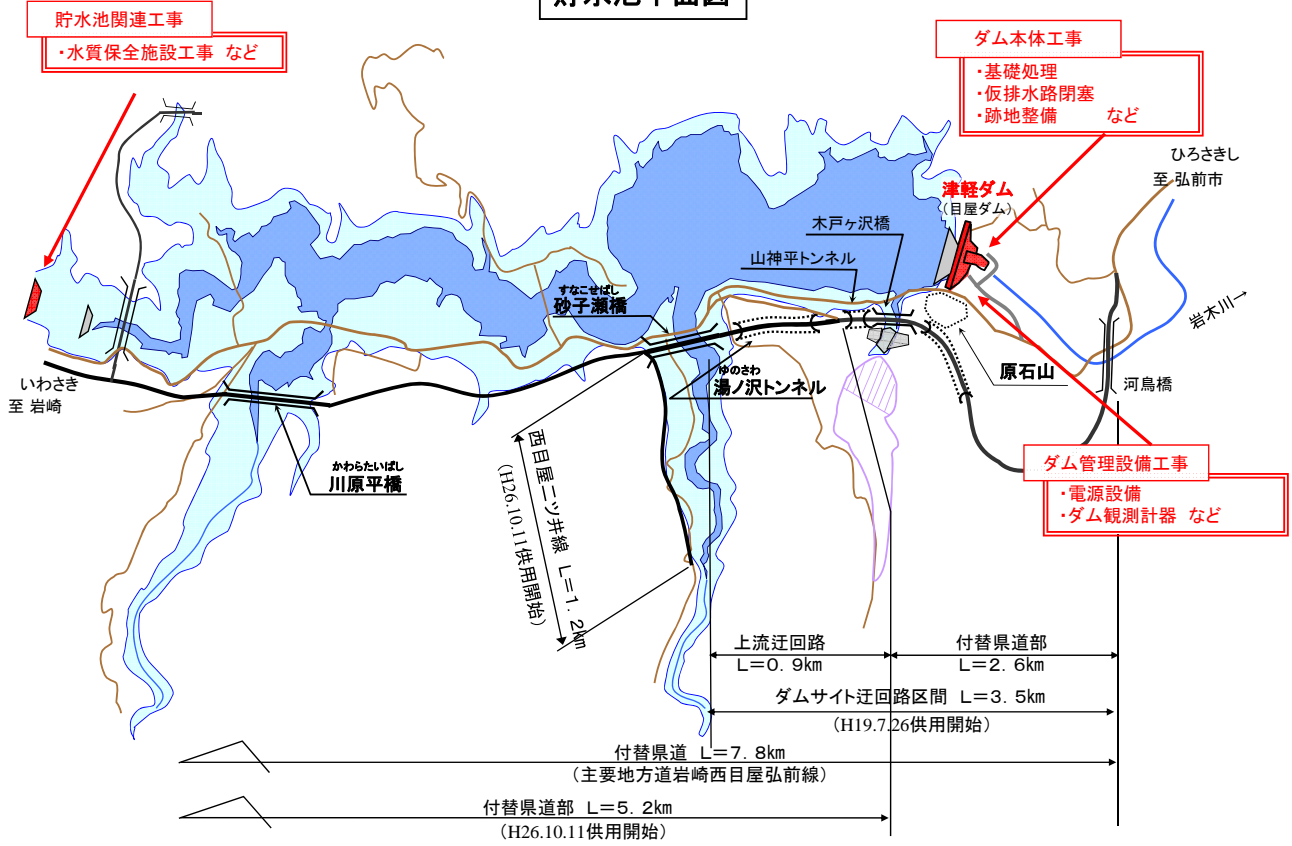 貯水池平面図
貯水池関連工事
・水質保全施設工事 など
ダム本体工事
・基礎処理
・仮排水路閉塞
・跡地整備 など
ひろさきし
至 弘前市
津軽ダム
(目屋ダム)
木戸ヶ沢橋
山神平トンネル
すなこせばし
砂子瀬橋
岩木川→
いわさき
至 岩崎
ゆのさわ
湯ノ沢トンネル
原石山
河鳥橋
かわらたいばし
川原平橋
西目屋二ツ井線 L=1.2km
(H26.10.11供用開始)
ダム管理設備工事
・電源設備
・ダム観測計器 など
上流迂回路
L=0.9km
付替県道部
L=2.6km
ダムサイト迂回路区間 L=3.5km
(H19.7.26供用開始)
付替県道 L=7.8km
(主要地方道岩崎西目屋弘前線)
付替県道部 L=5.2km
(H26.10.11供用開始)